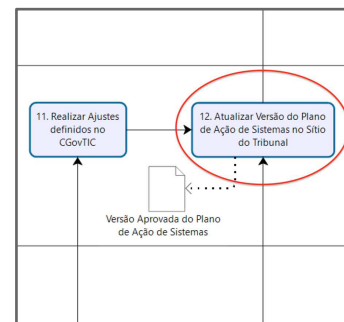 11. Realizar Ajustes
definidos no
CGovTIC
12. Atualizar Versão do Plano
de Ação de Sistemas no Sítio
do Tribunal
Versão Aprovada do Plano
de Ação de Sistemas